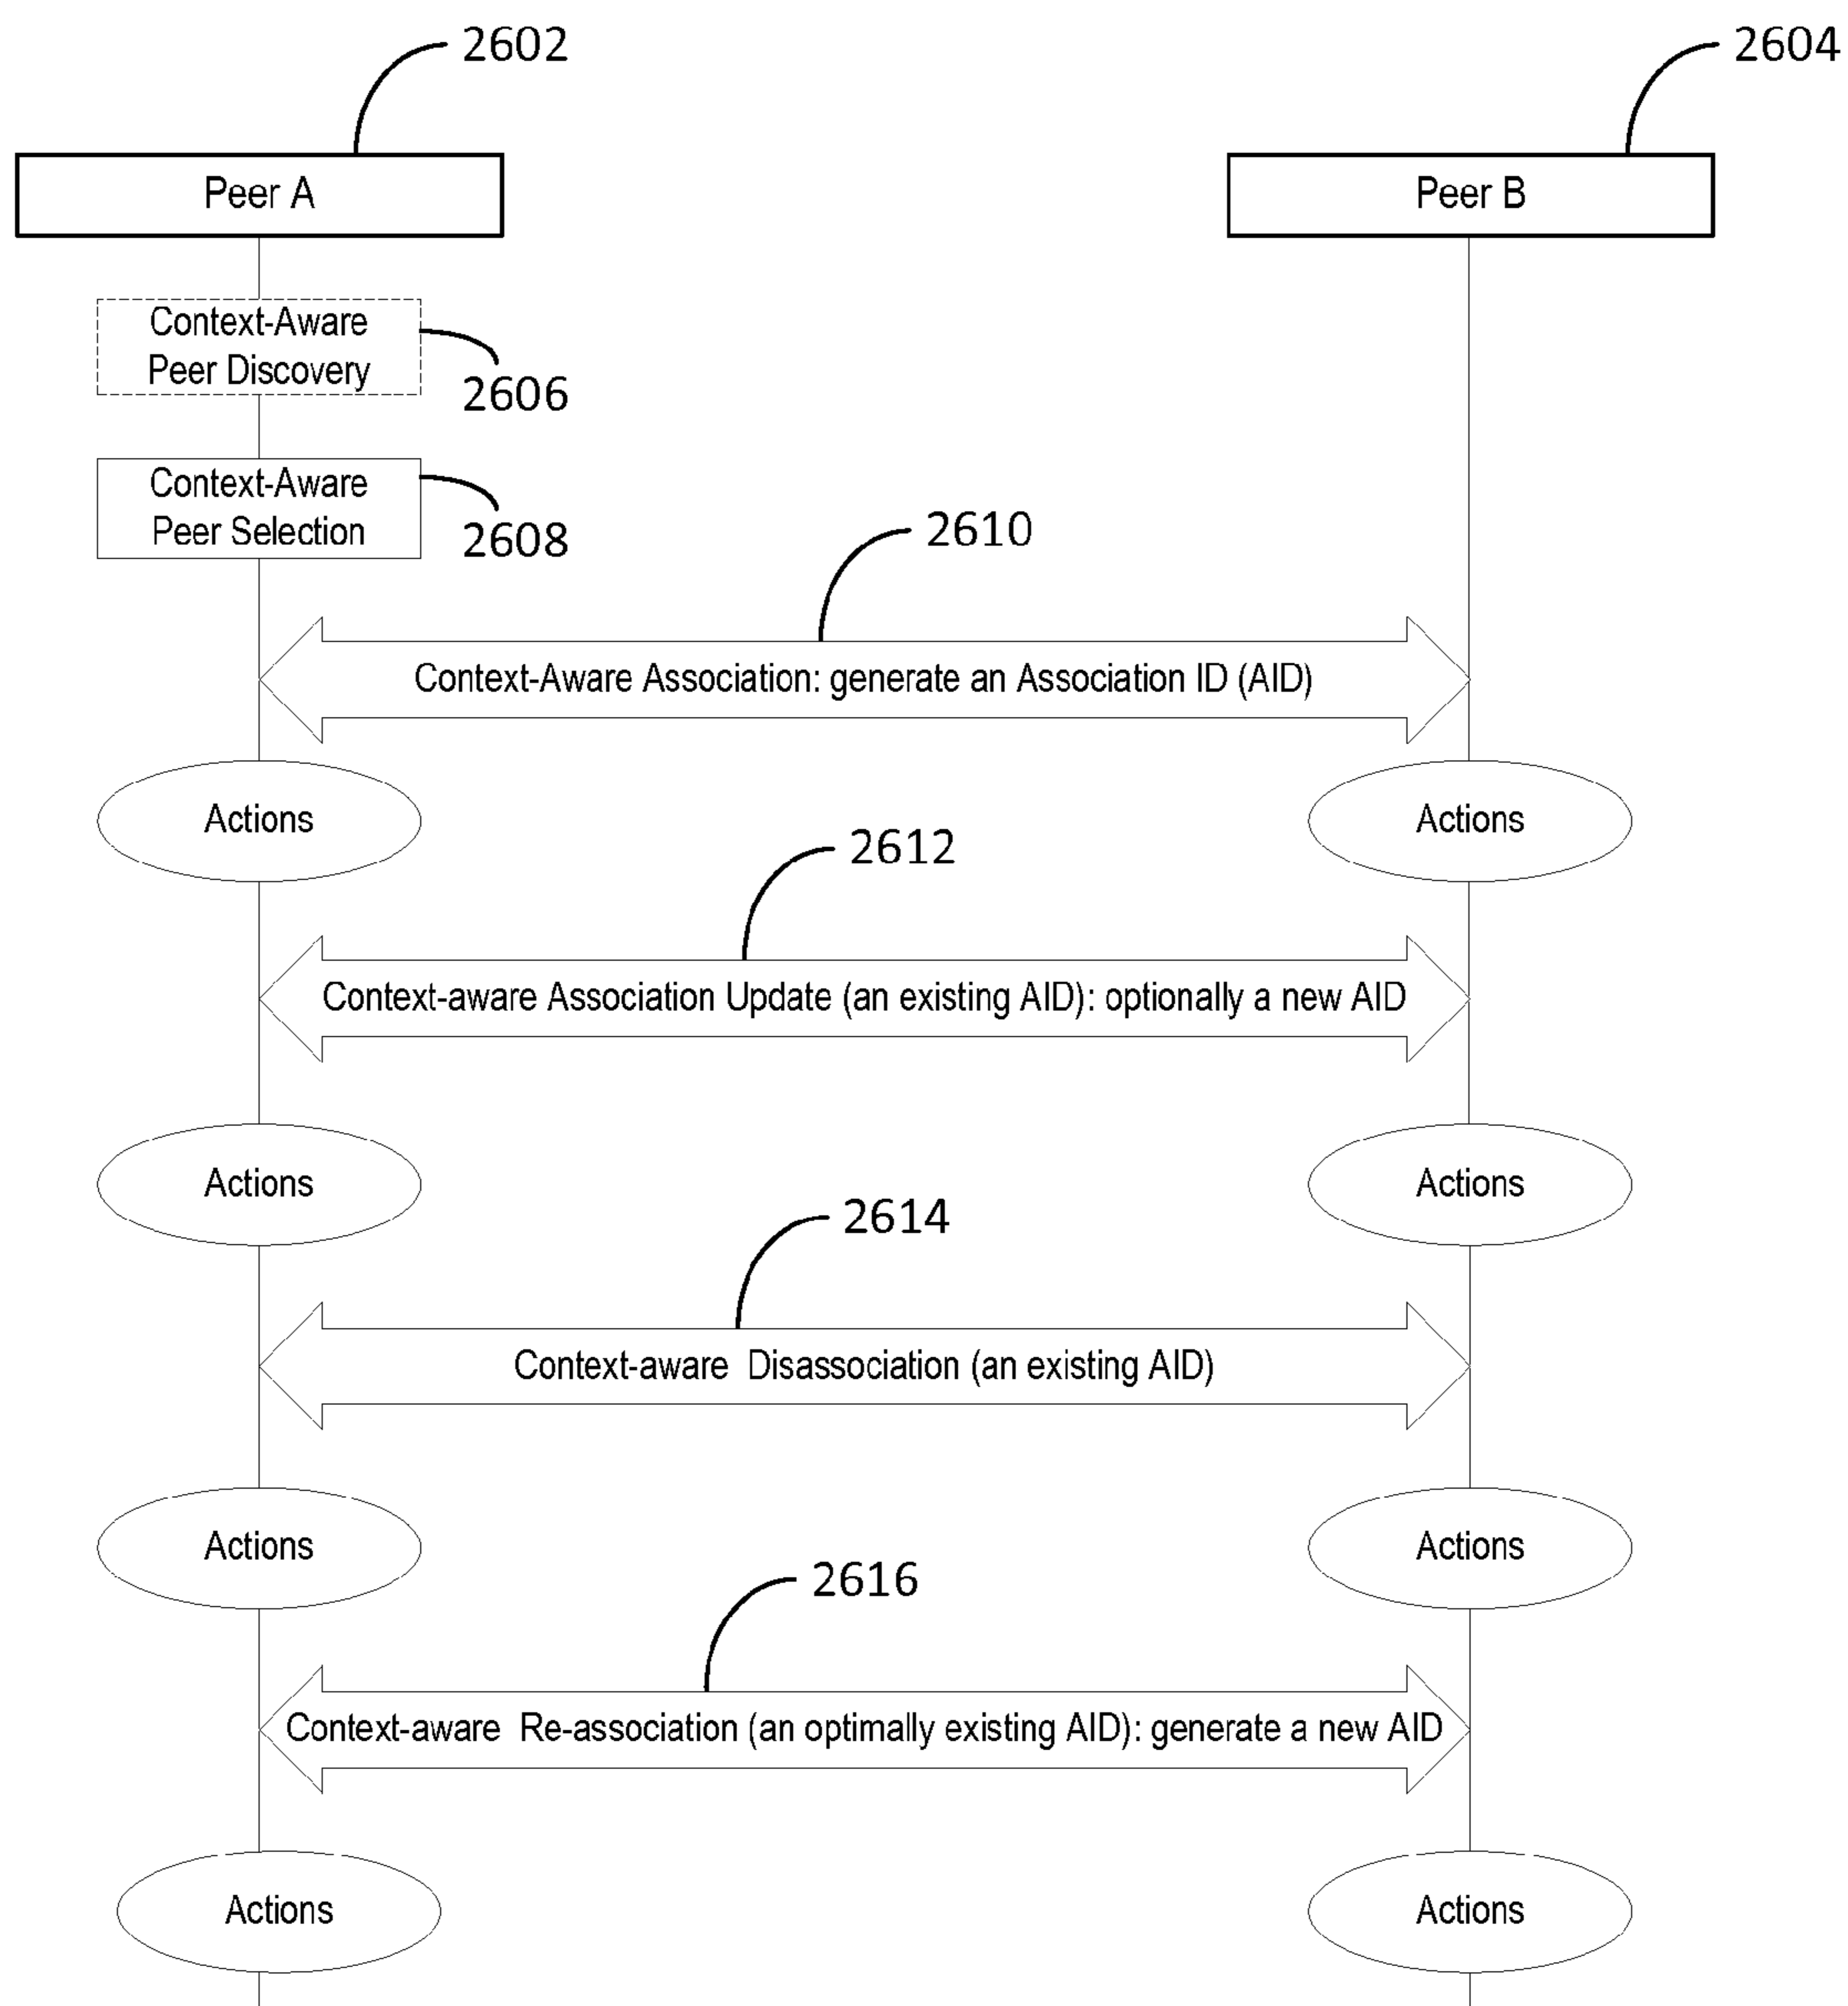 2602
2604
Peer A
Peer B
Context-Aware
Peer Discovery
2606
Context-Aware
Peer Selection
2608
2610
Context-Aware Association: generate an Association ID (AID)
Actions
Actions
2612
Context-aware Association Update (an existing AID): optionally a new AID
Actions
Actions
2614
Context-aware Disassociation (an existing AID)
Actions
Actions
2616
Context-aware Re-association (an optimally existing AID): generate a new AID
Actions
Actions